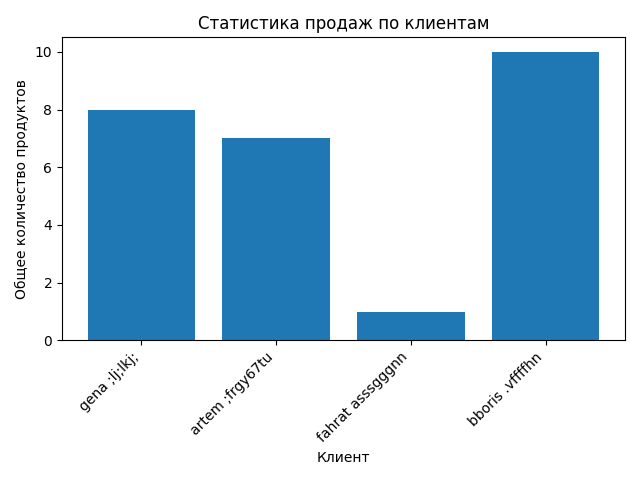 Статистика продаж по клиентам
Общее количество продуктов
10
8
6
4
2
0
gena ;lj;lkj;
artem ;frgy67tu
fahrat asssgggnn
bboris .vffffhn
Клиент